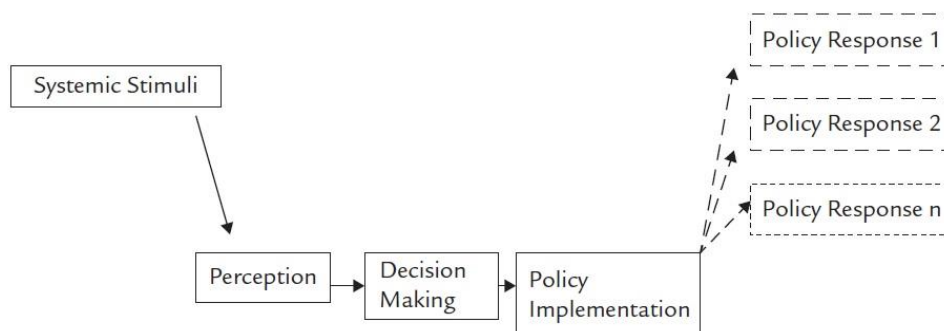 Policy Response 1
Systemic Stimuli
Policy Response 2
Policy Response n
Perception
Decision
Making
Policy
Implementation